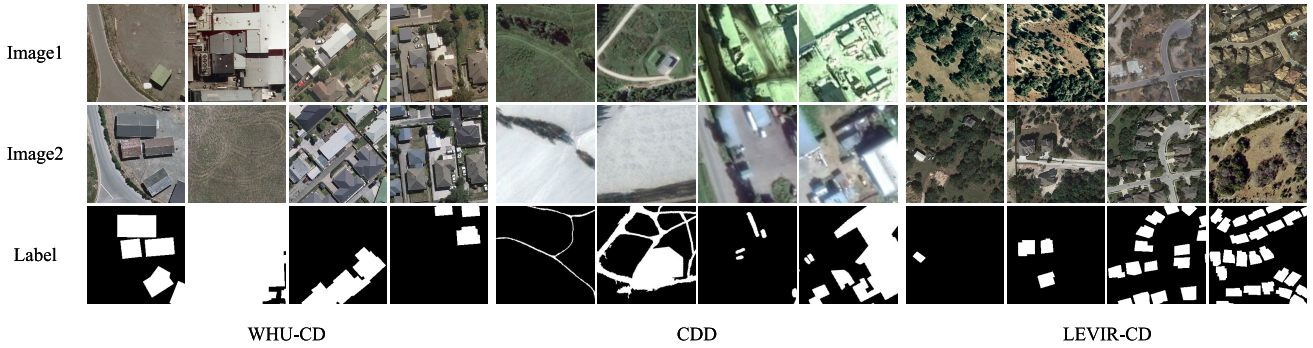 Image1
Image2
Label
WHU-CD
CDD
LEVIR-CD